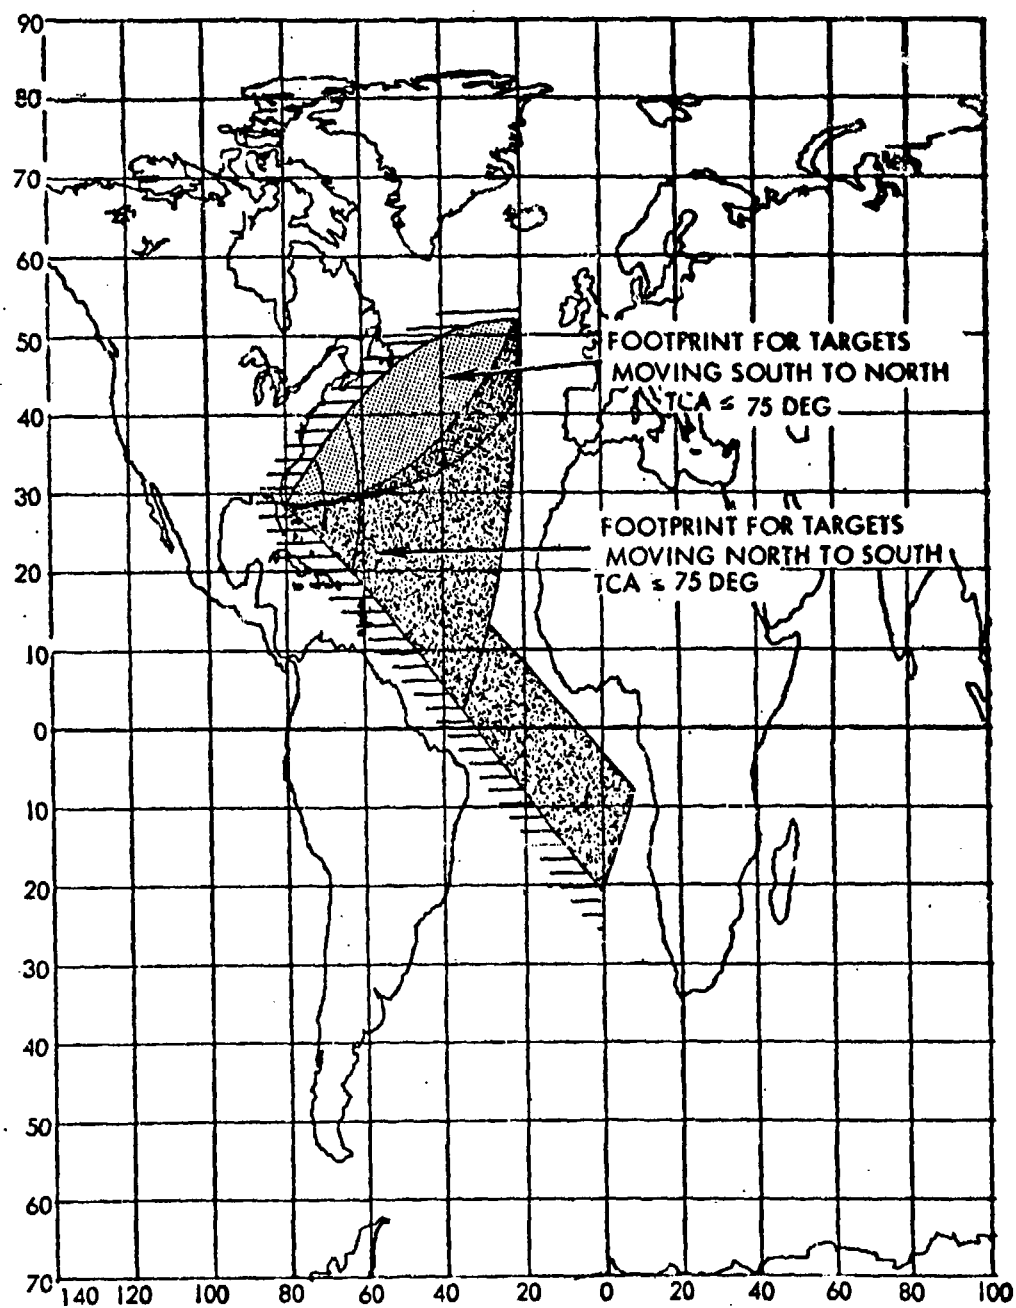 90
80
70
60
50
FOOTPRINT FOR TARGETS
MOVING SOUTH TO NORTH
TCA ≤ 75 DEG
40
30
FOOTPRINT FOR TARGETS
MOVING NORTH TO SOUTH
TCA ≤ 75 DEG
20
10
0
10
20
30
40
50
60
70
140 120 100 80 60 40 20 0 20 40 60 80 100